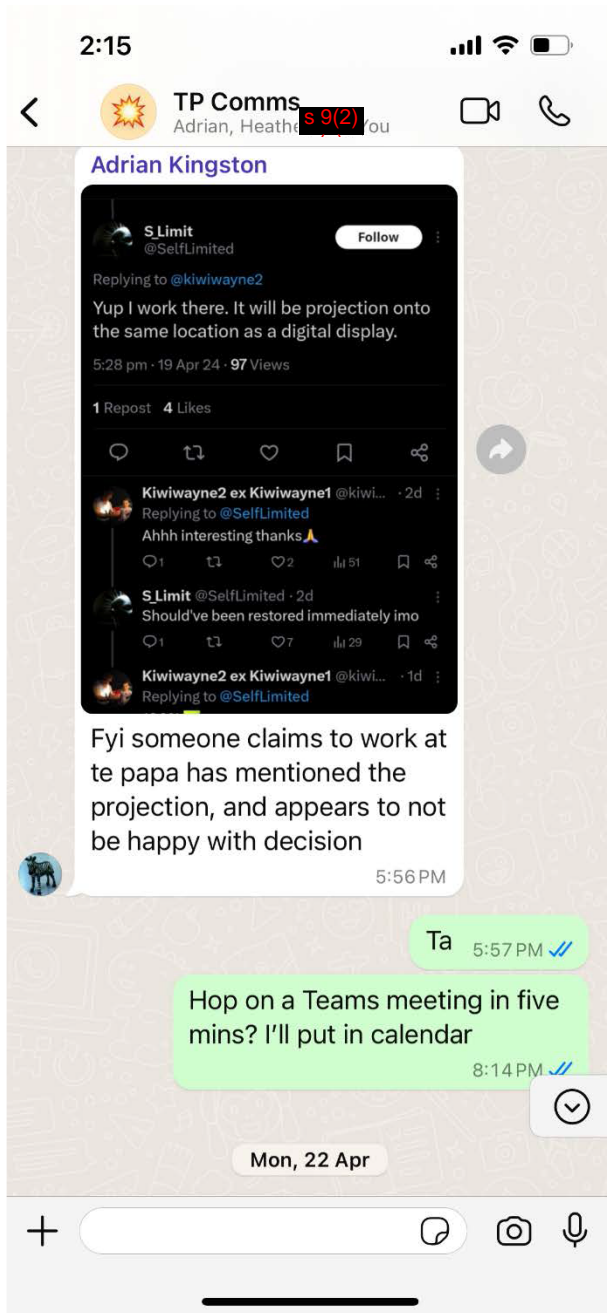 2:15
TP Comms
Adrian, Heathe s 9(2) You
Adrian Kingston
S_Limit
@SelfLimited
Follow
Replying to @kiwiwayne2
Yup I work there. It will be projection onto
the same location as a digital display.
5:28 pm · 19 Apr 24 · 97 Views
1 Repost 4 Likes
Kiwiwayne2 ex Kiwiwayne1 @kiwi... · 2d
Replying to @SelfLimited
Ahhh interesting thanks🙏
1 2 51
S_Limit @SelfLimited · 2d
Should've been restored immediately imo
1 7 29
Kiwiwayne2 ex Kiwiwayne1 @kiwi... · 1d
Replying to @SelfLimited
Fyi someone claims to work at
te papa has mentioned the
projection, and appears to not
be happy with decision
5:56 PM
Ta 5:57 PM
Hop on a Teams meeting in five
mins? I'll put in calendar
8:14 PM
Mon, 22 Apr